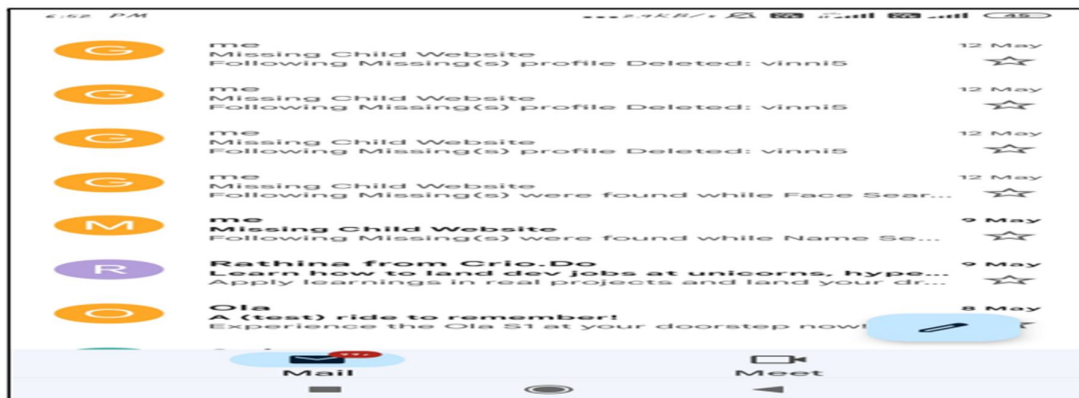 6:52 PM
45
G
me
12 May
Missing Child Website
Following Missing(s) profile Deleted: vinni5
G
me
12 May
Missing Child Website
Following Missing(s) profile Deleted: vinni5
G
me
12 May
Missing Child Website
Following Missing(s) profile Deleted: vinni5
G
me
12 May
Missing Child Website
Following Missing(s) were found while Face Sear...
M
me
9 May
Missing Child Website
Following Missing(s) were found while Name Se...
R
Rathina from Crio.Do
9 May
Learn how to land dev jobs at unicorns, hype...
Apply learnings in real projects and land your dr...
O
Ola
8 May
A (test) ride to remember!
Experience the Ola S1 at your doorstep now!
Mail
Meet